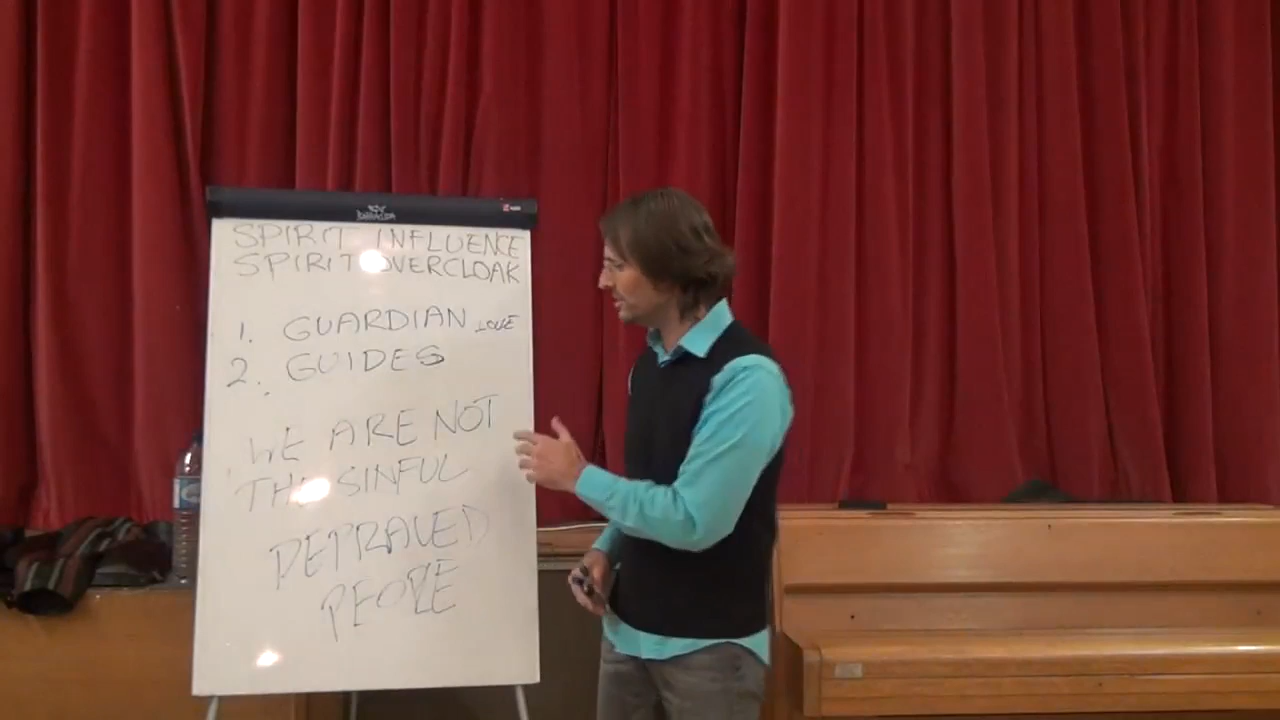 SPIRIT INFLUENCE
SPIRIT OVERCLOAK
1. GUARDIAN LOVE
2. GUIDES
WE ARE NOT
THE SINFUL
DEPRAVED
PEOPLE